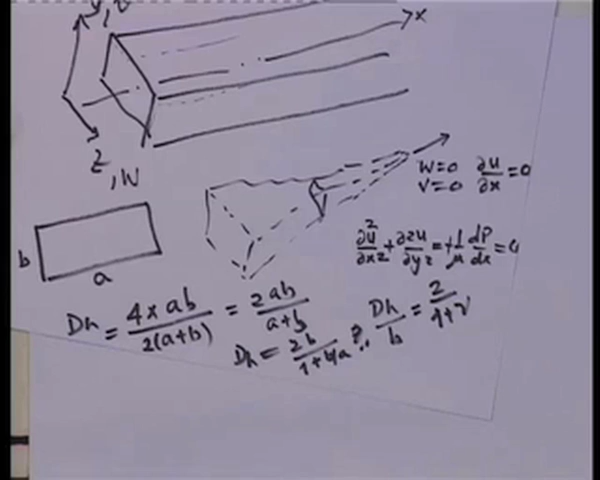 x
Z
,W
W=0 ∂u/∂x=0
V=0
b
a
∂²u/∂x² + ∂2u/∂y² = +1/μ dP/dx = 0
Dh = 4 x ab / 2(a+b) = 2ab / a+b
Dh = 2b / 1+b/a
Dh / b = 2 / 1+γ